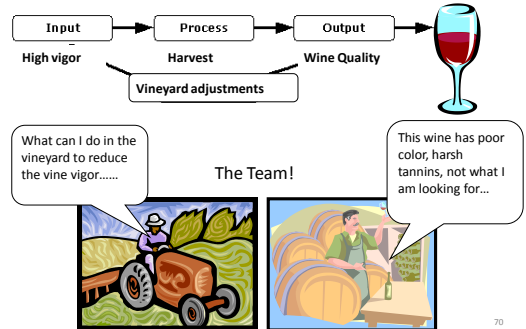 Input
Process
Output
High vigor
Harvest
Wine Quality
Vineyard adjustments
What can I do in the
vineyard to reduce
the vine vigor……
This wine has poor
color, harsh
tannins, not what I
am looking for…
The Team!
70